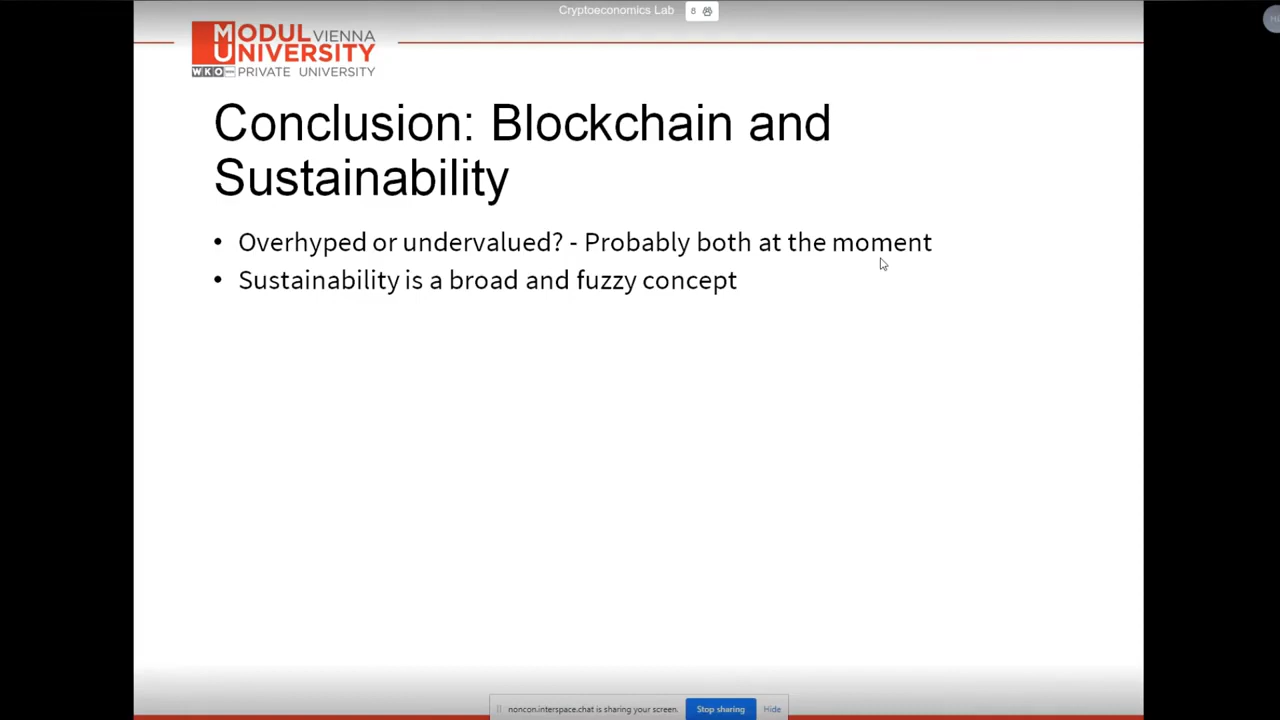 Cryptoeconomics Lab 8
MODUL VIENNA
UNIVERSITY
WKO PRIVATE UNIVERSITY
Conclusion: Blockchain and
Sustainability
• Overhyped or undervalued? - Probably both at the moment
• Sustainability is a broad and fuzzy concept
noncon.interspace.chat is sharing your screen. Stop sharing Hide